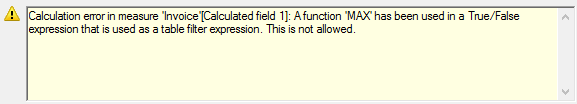 Calculation error in measure 'Invoice'[Calculated field 1]: A function 'MAX' has been used in a True/False
expression that is used as a table filter expression. This is not allowed.